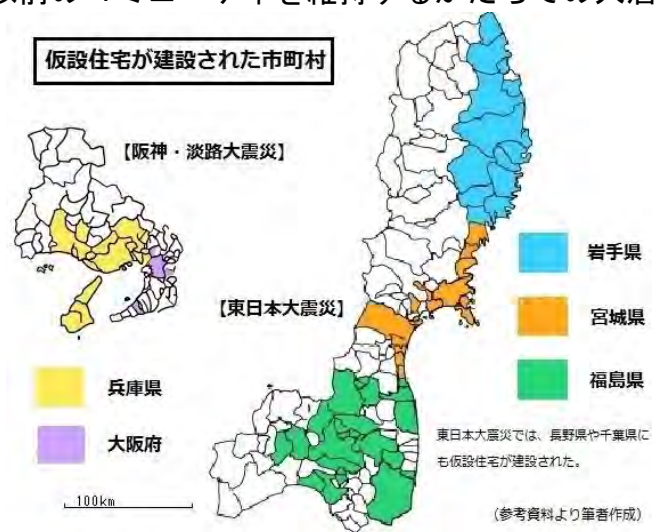 仮設住宅が建設された市町村
【阪神・淡路大震災】
【東日本大震災】
岩手県
宮城県
福島県
兵庫県
大阪府
東日本大震災では、長野県や千葉県に
も仮設住宅が建設された。
100km
(参考資料より筆者作成)